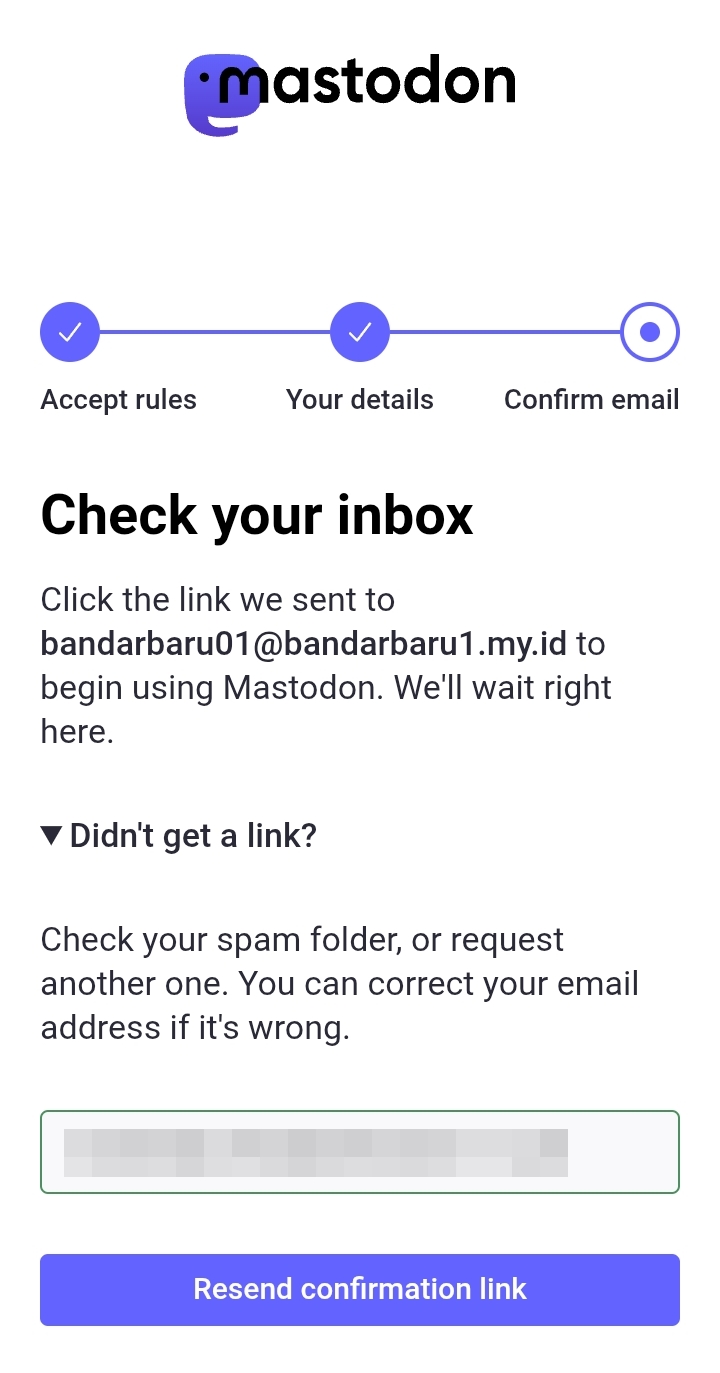 mastodon
Accept rules
Your details
Confirm email
Check your inbox
Click the link we sent to
bandarbaru01@bandarbaru1.my.id to
begin using Mastodon. We'll wait right
here.
Didn't get a link?
Check your spam folder, or request
another one. You can correct your email
address if it's wrong.
Resend confirmation link